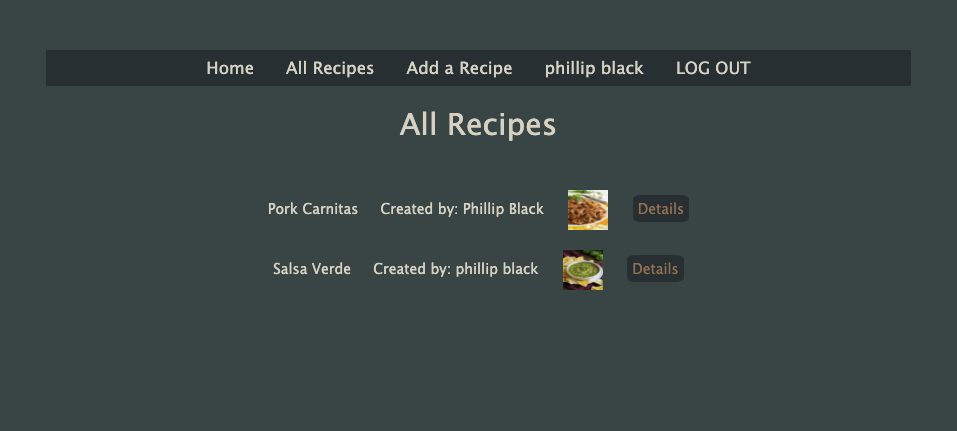 Home All Recipes Add a Recipe phillip black LOG OUT
All Recipes
Pork Carnitas Created by: Phillip Black Details
Salsa Verde Created by: phillip black Details